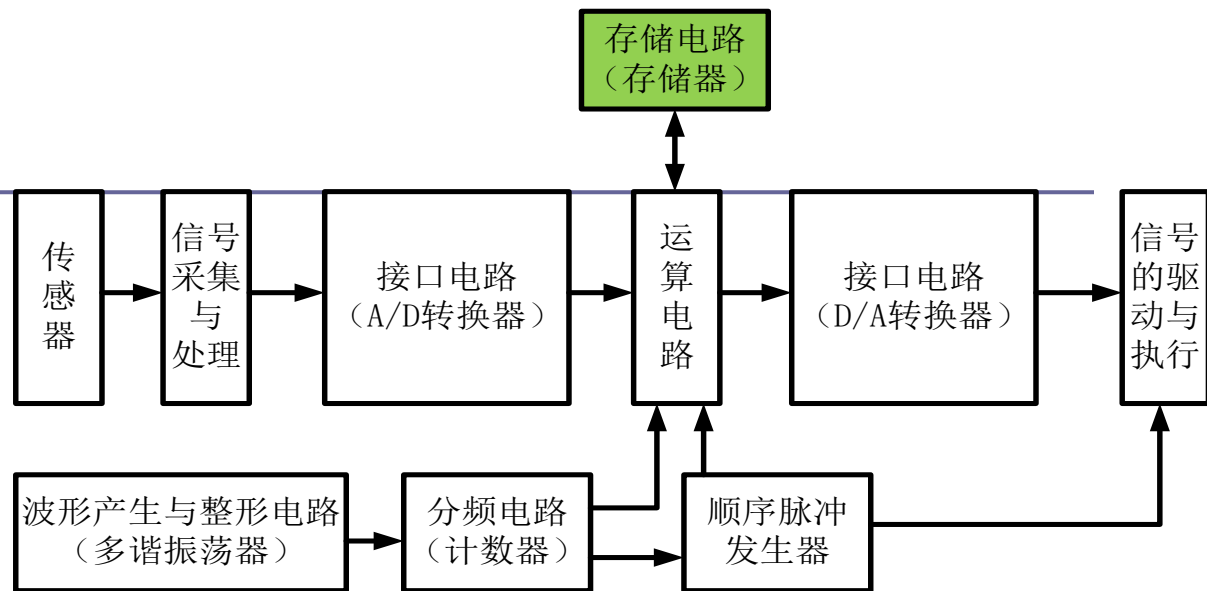 存储电路
（存储器）
传
感
器
信号
采集
与
处理
接口电路
（A/D转换器）
运
算
电
路
接口电路
（D/A转换器）
信号
的驱
动与
执行
波形产生与整形电路
（多谐振荡器）
分频电路
（计数器）
顺序脉冲
发生器